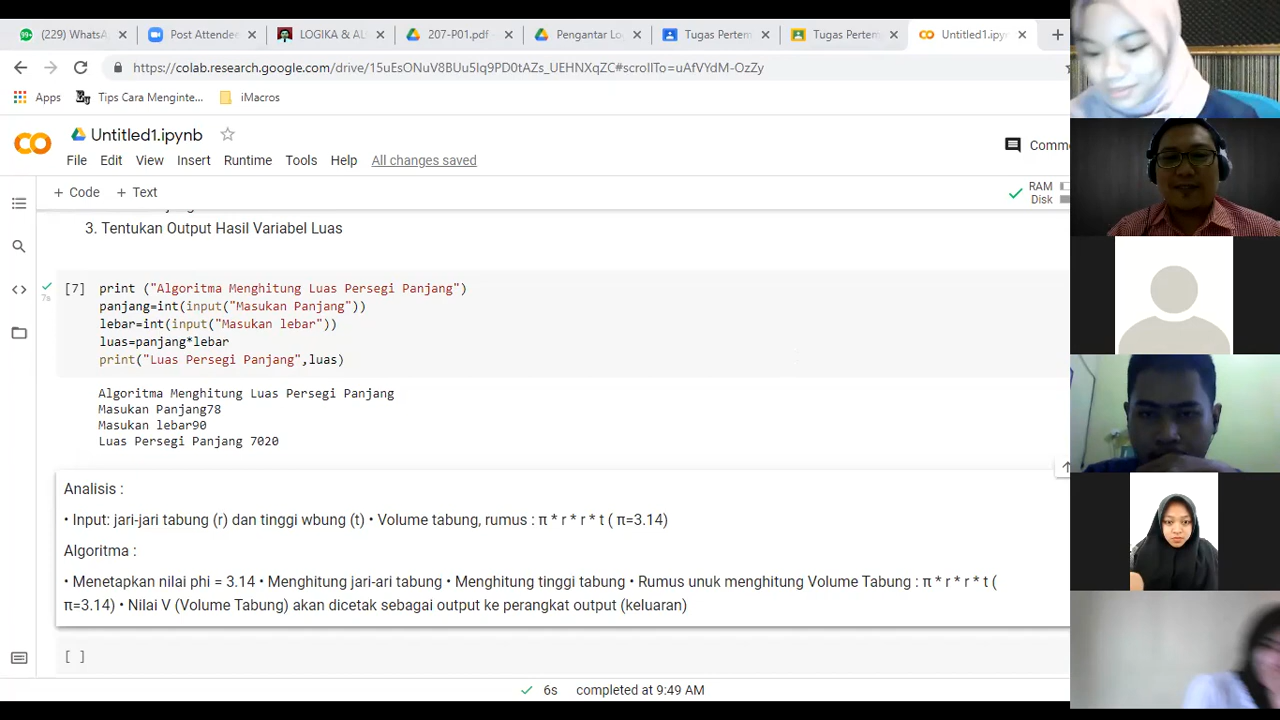 (229) WhatsA
Post Attende
LOGIKA & AL
207-P01.pdf
Pengantar Lo
Tugas Pertem
Tugas Pertem
Untitled1.ipy
https://colab.research.google.com/drive/15uEsONuV8BUu5Iq9PD0tAZs_UEHNXqZC#scrollTo=uAfVYdM-OzZy
Apps
Tips Cara Menginte...
iMacros
Untitled1.ipynb
File Edit View Insert Runtime Tools Help All changes saved
Comme
+ Code + Text
RAM
Disk
3. Tentukan Output Hasil Variabel Luas
[7] print ("Algoritma Menghitung Luas Persegi Panjang")
7s
panjang=int(input("Masukan Panjang"))
lebar=int(input("Masukan lebar"))
luas=panjang*lebar
print("Luas Persegi Panjang",luas)
Algoritma Menghitung Luas Persegi Panjang
Masukan Panjang78
Masukan lebar90
Luas Persegi Panjang 7020
Analisis :
• Input: jari-jari tabung (r) dan tinggi wbung (t) • Volume tabung, rumus : π * r * r * t ( π=3.14)
Algoritma :
• Menetapkan nilai phi = 3.14 • Menghitung jari-ari tabung • Menghitung tinggi tabung • Rumus unuk menghitung Volume Tabung : π * r * r * t (
π=3.14) • Nilai V (Volume Tabung) akan dicetak sebagai output ke perangkat output (keluaran)
[ ]
6s completed at 9:49 AM